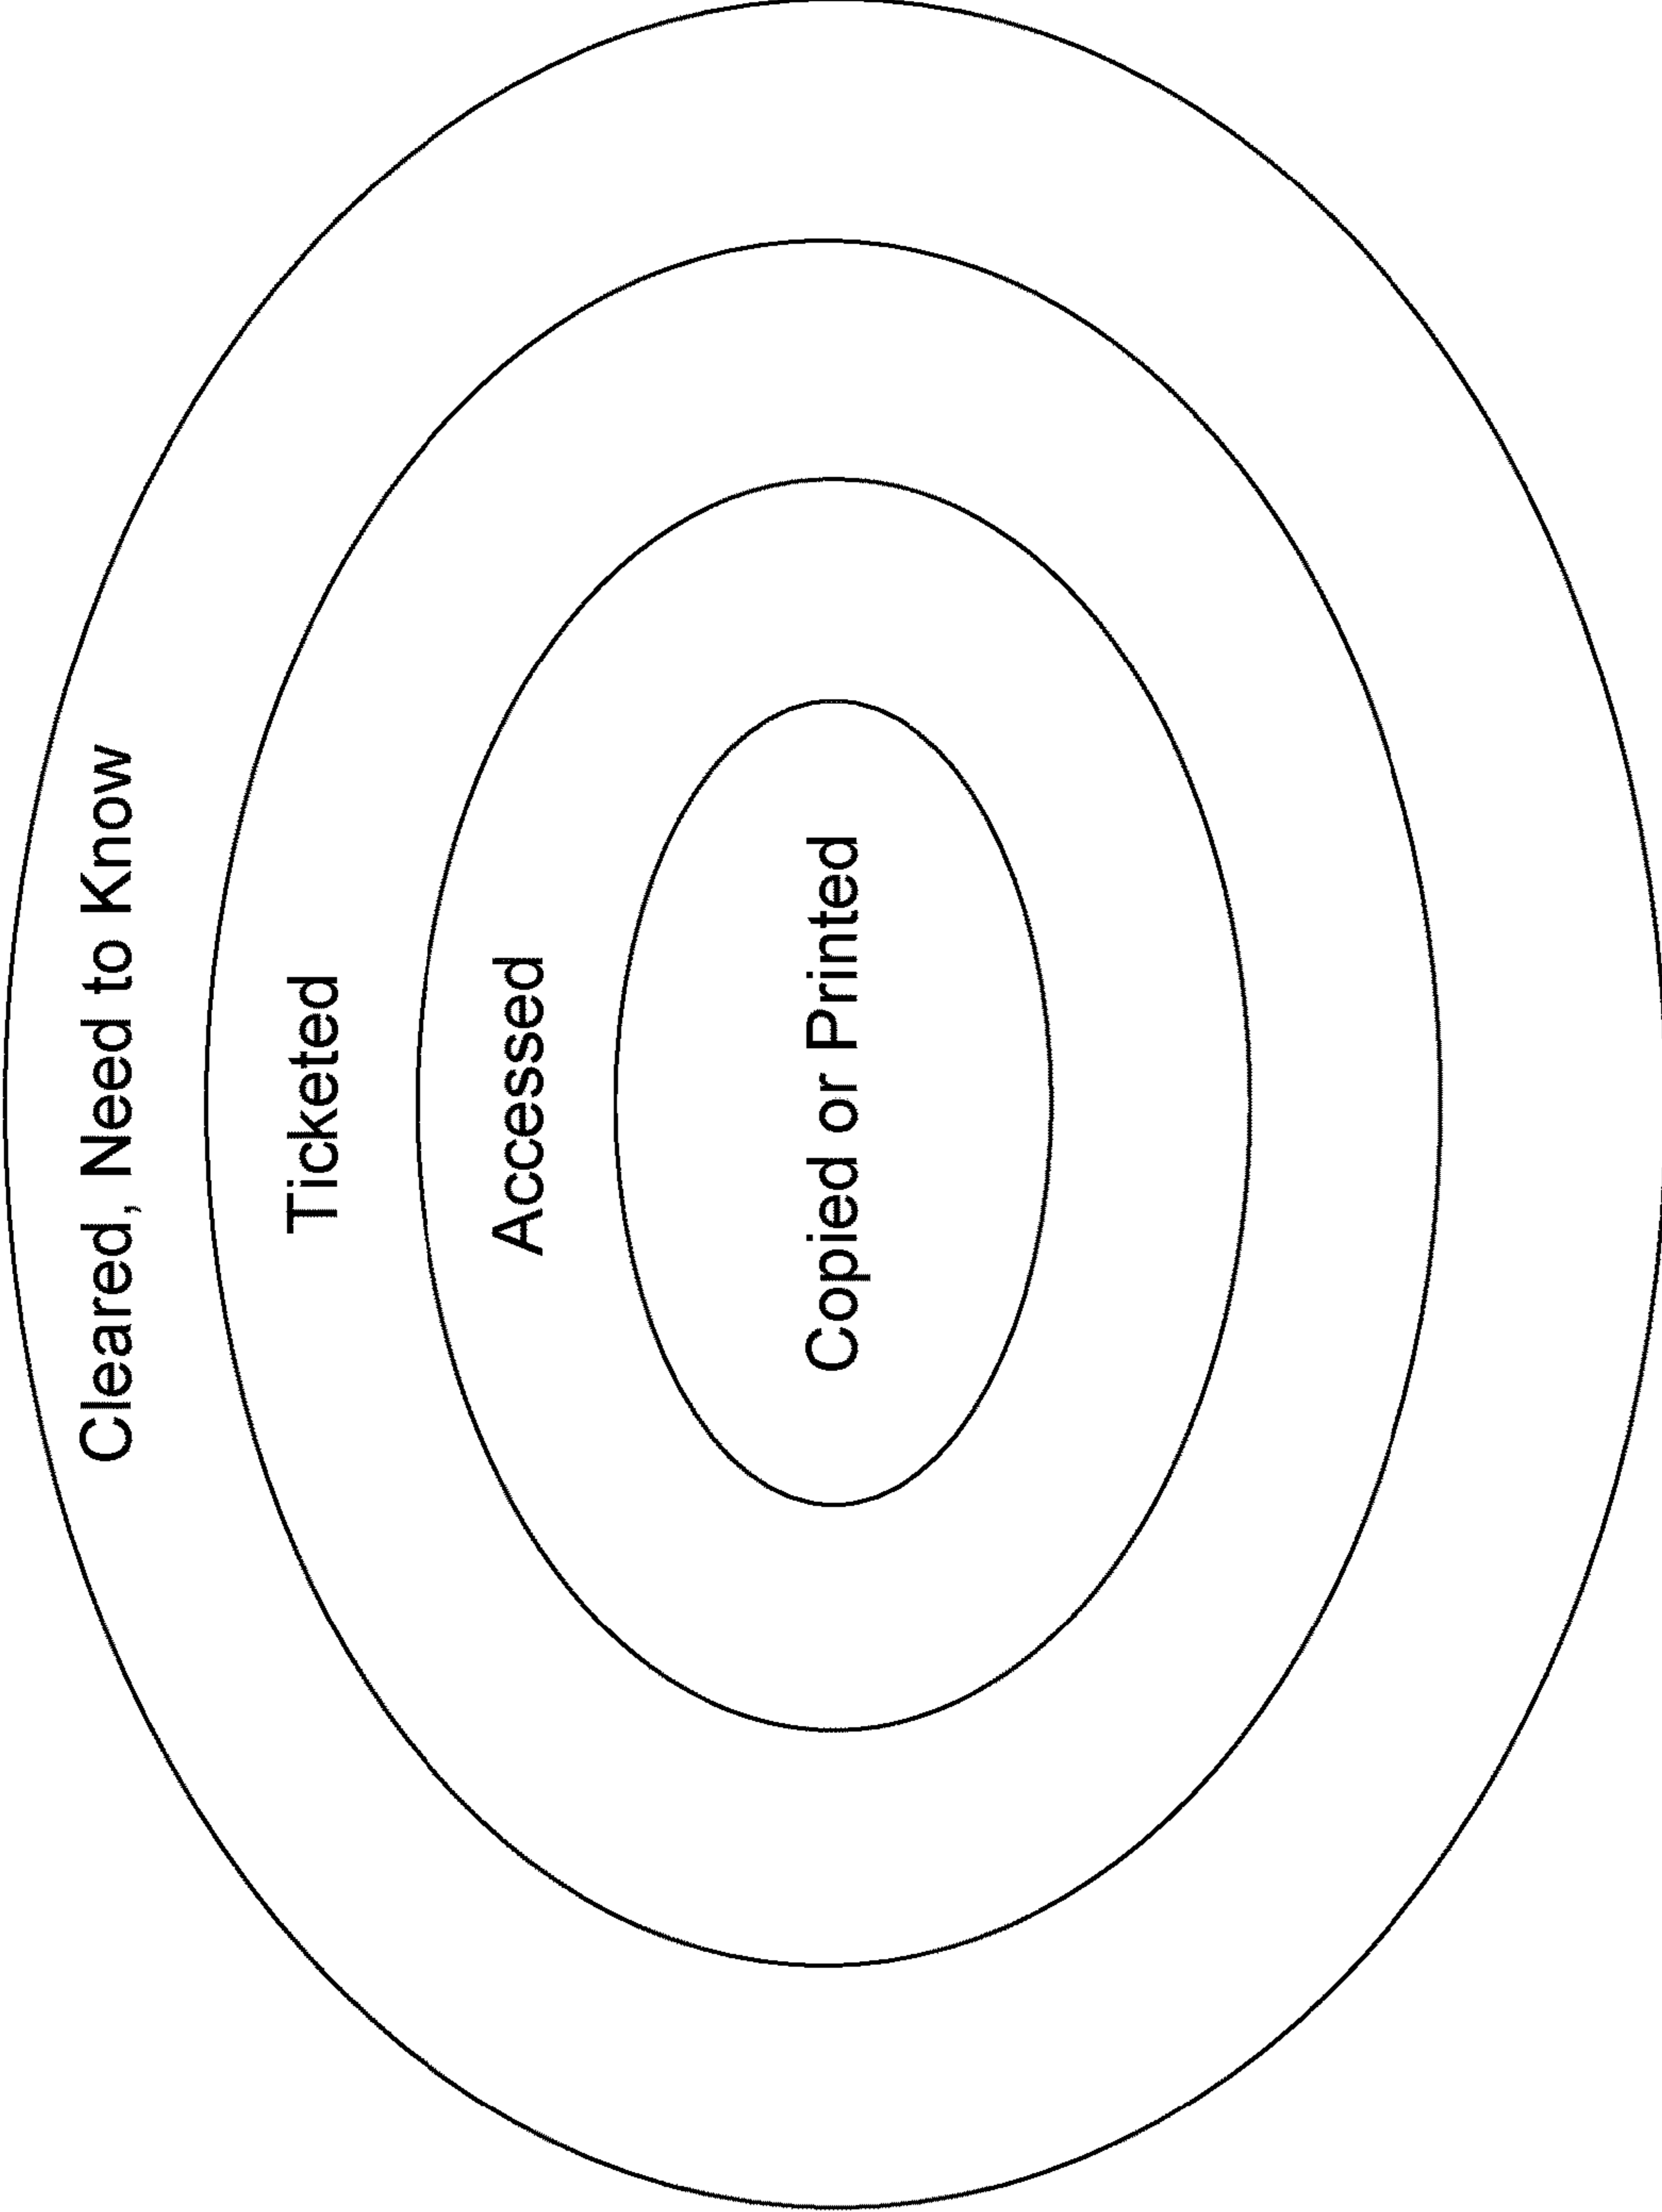 Cleared, Need to Know
Ticketed
Accessed
Copied or Printed